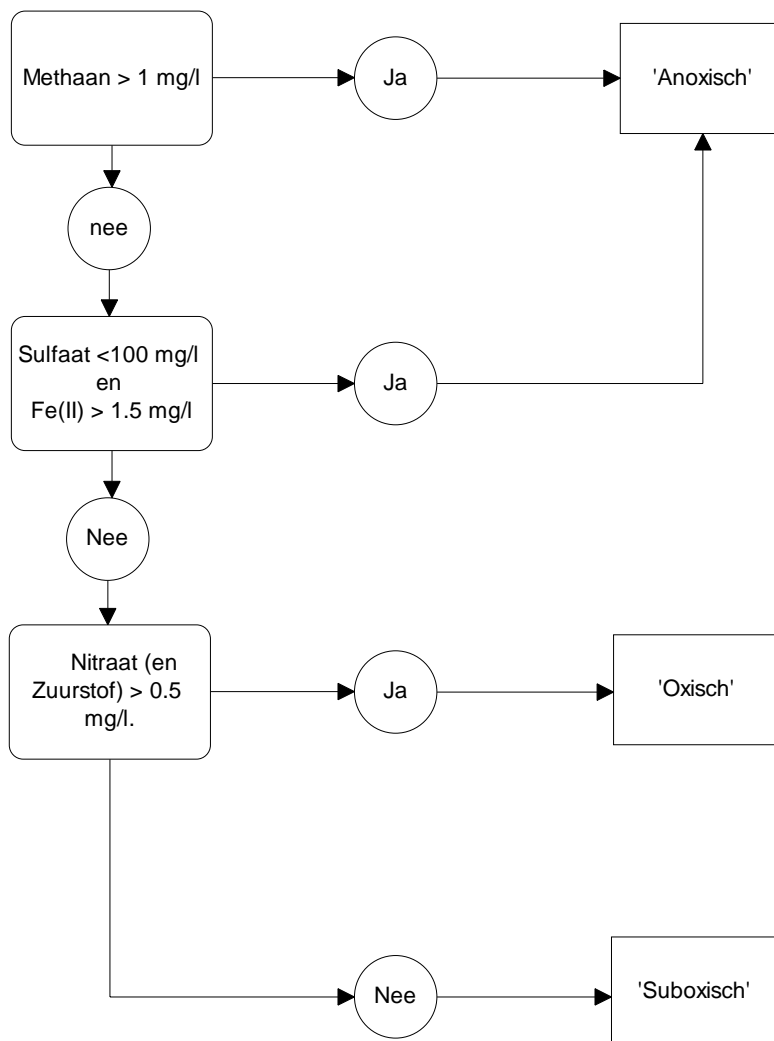 Methaan > 1 mg/l
Ja
'Anoxisch'
nee
Sulfaat <100 mg/l
en
Fe(II) > 1.5 mg/l
Ja
Nee
Nitraat (en
Zuurstof) > 0.5
mg/l.
Ja
'Oxisch'
Nee
'Suboxisch'